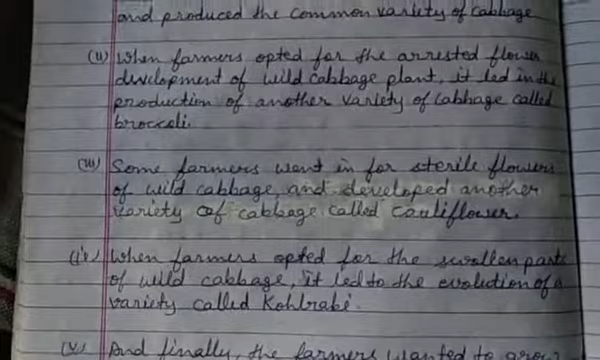 and produced the common variety of cabbage
(ii) When farmers opted for the arrested flower
development of wild cabbage plant, it led in the
production of another variety of cabbage called
broccoli.
(iii) Some farmers went in for sterile flowers
of wild cabbage and developed another
variety of cabbage called cauliflower.
(iv) When farmers opted for the swollen parts
of wild cabbage, it led to the evolution of a
variety called Kohlrabi.
(v) And finally, the farmers wanted to grow